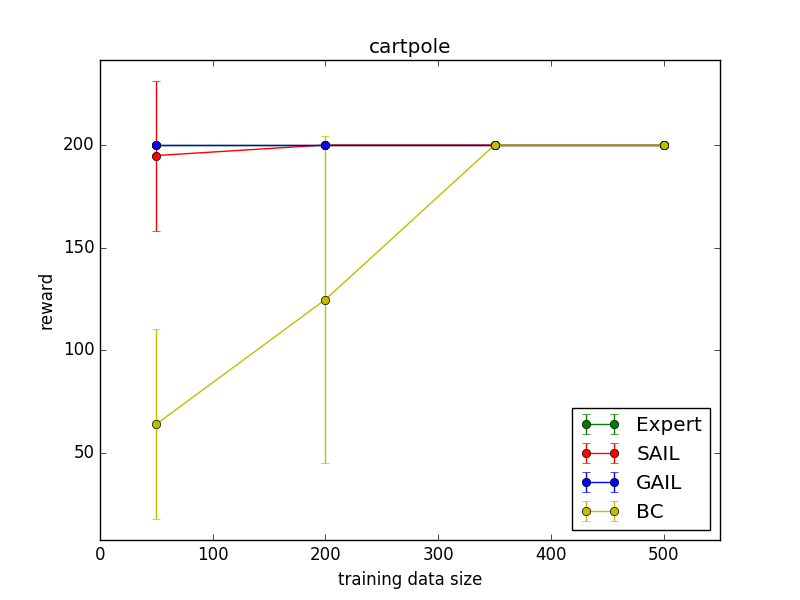 cartpole
reward
200
150
100
50
0
100
200
300
400
500
training data size
Expert
SAIL
GAIL
BC